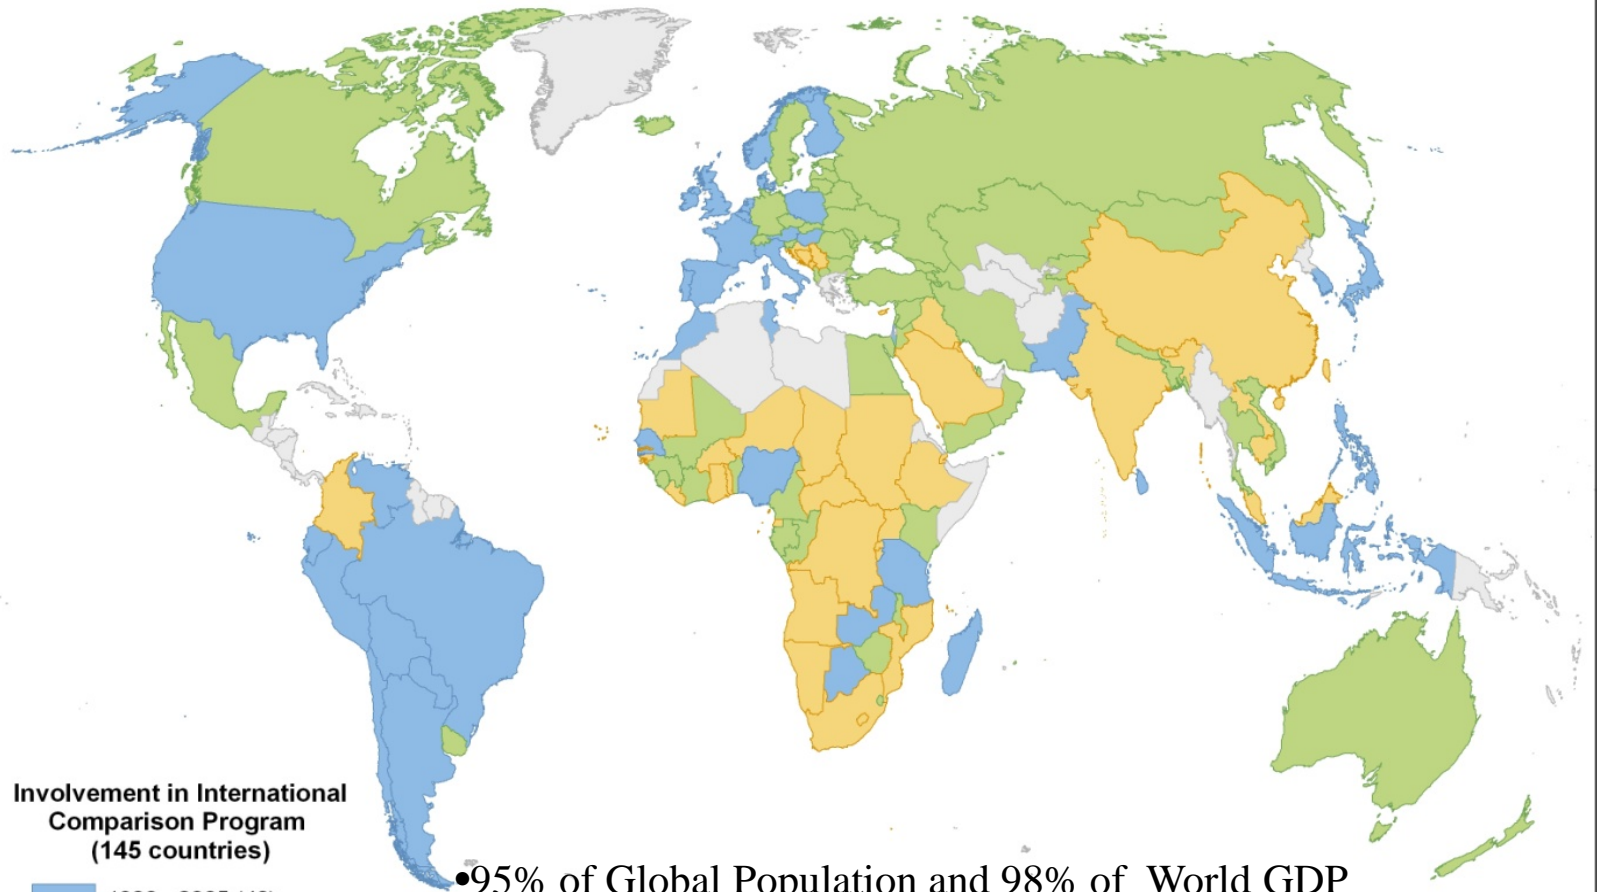 Involvement in International
Comparison Program
(145 countries)
•95% of Global Population and 98% of World GDP